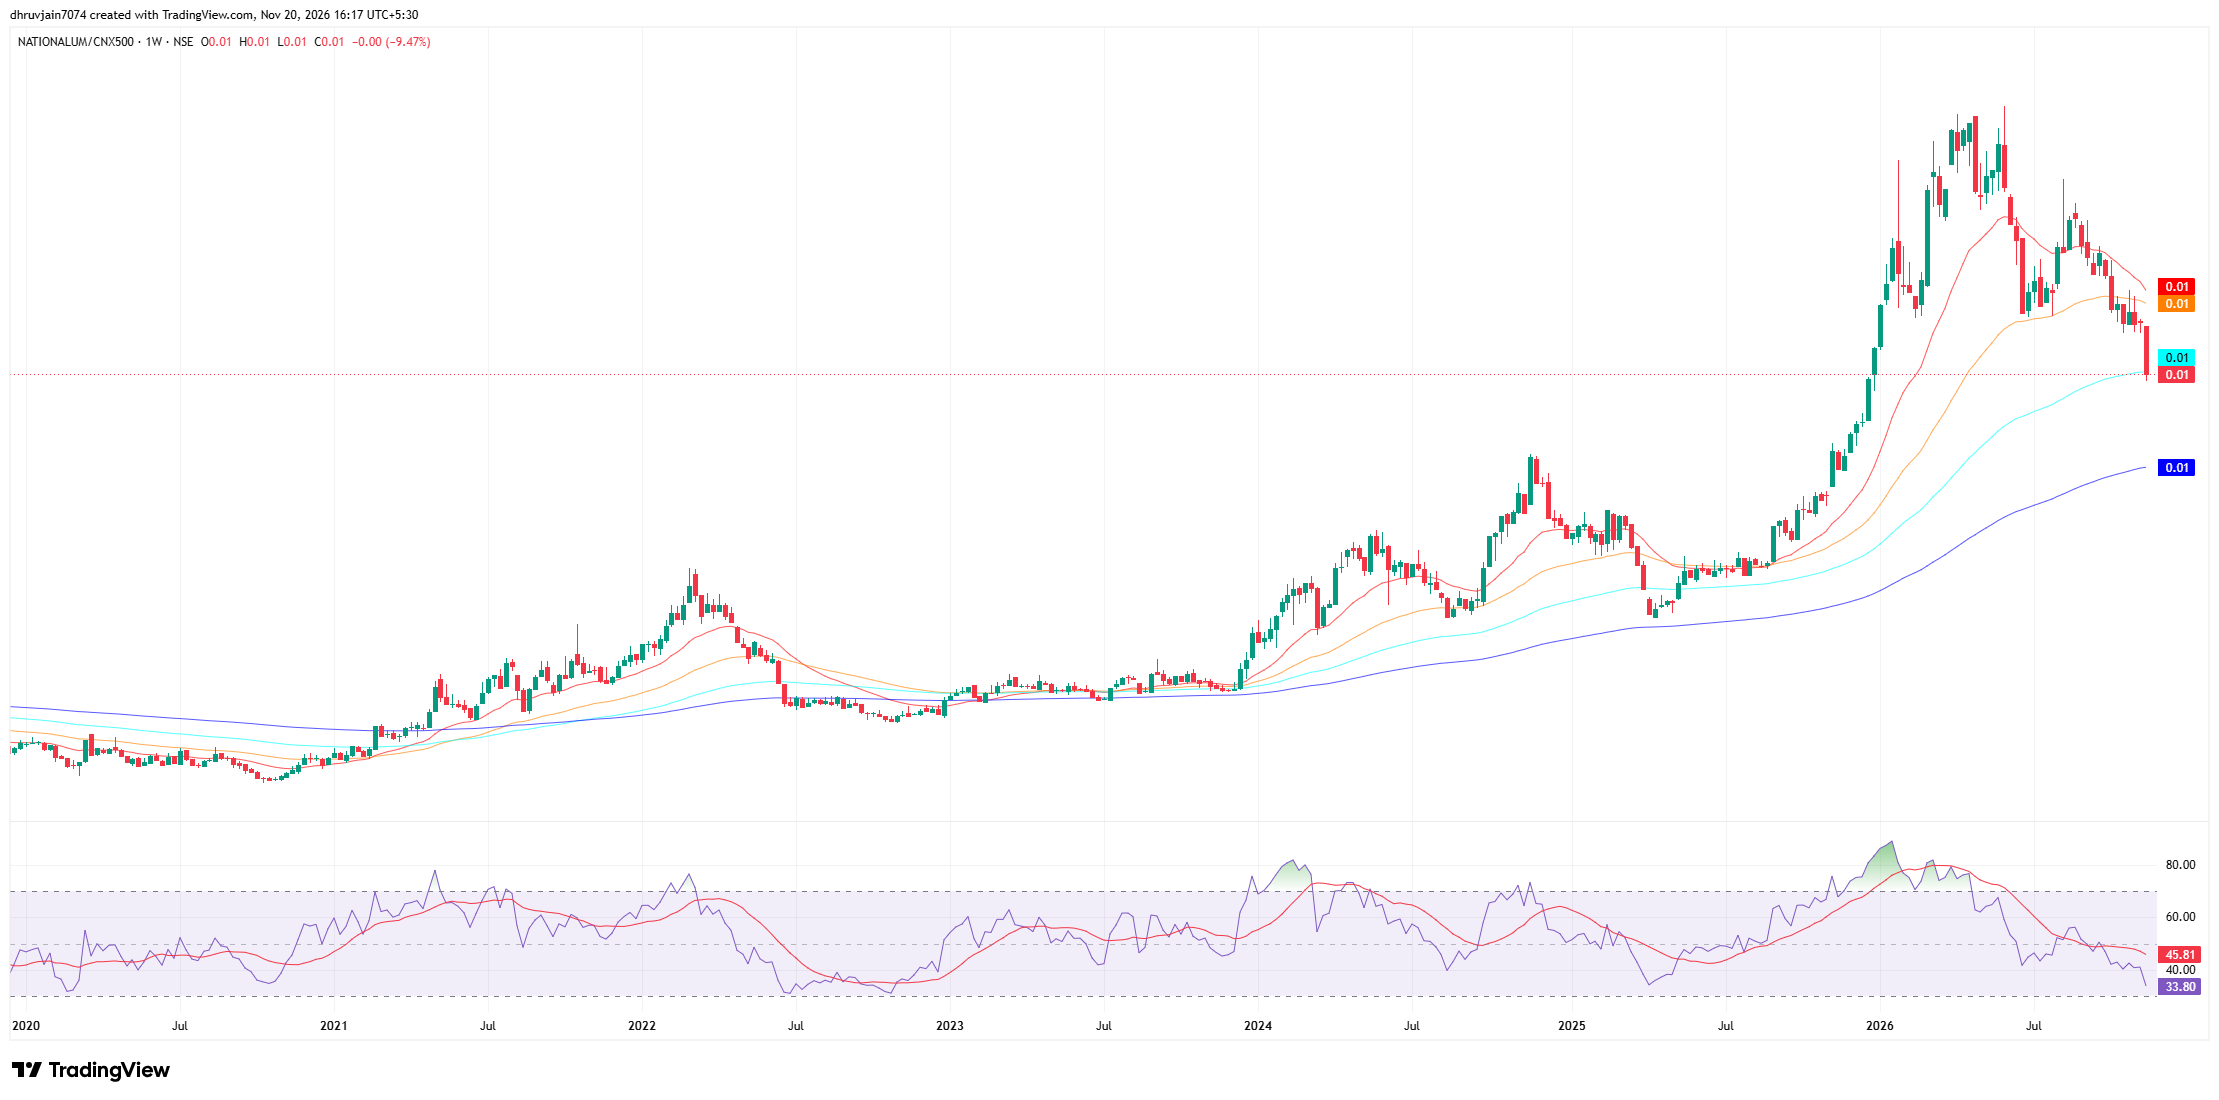 dhruvjain7074 created with TradingView.com, Nov 20, 2026 16:17 UTC+5:30
NATIONALUM/CNX500 · 1W · NSE O0.01 H0.01 L0.01 C0.01 −0.00 (−9.47%)
0.01
0.01
0.01
0.01
0.01
80.00
60.00
45.81
40.00
33.80
2020 Jul 2021 Jul 2022 Jul 2023 Jul 2024 Jul 2025 Jul 2026 Jul
TradingView